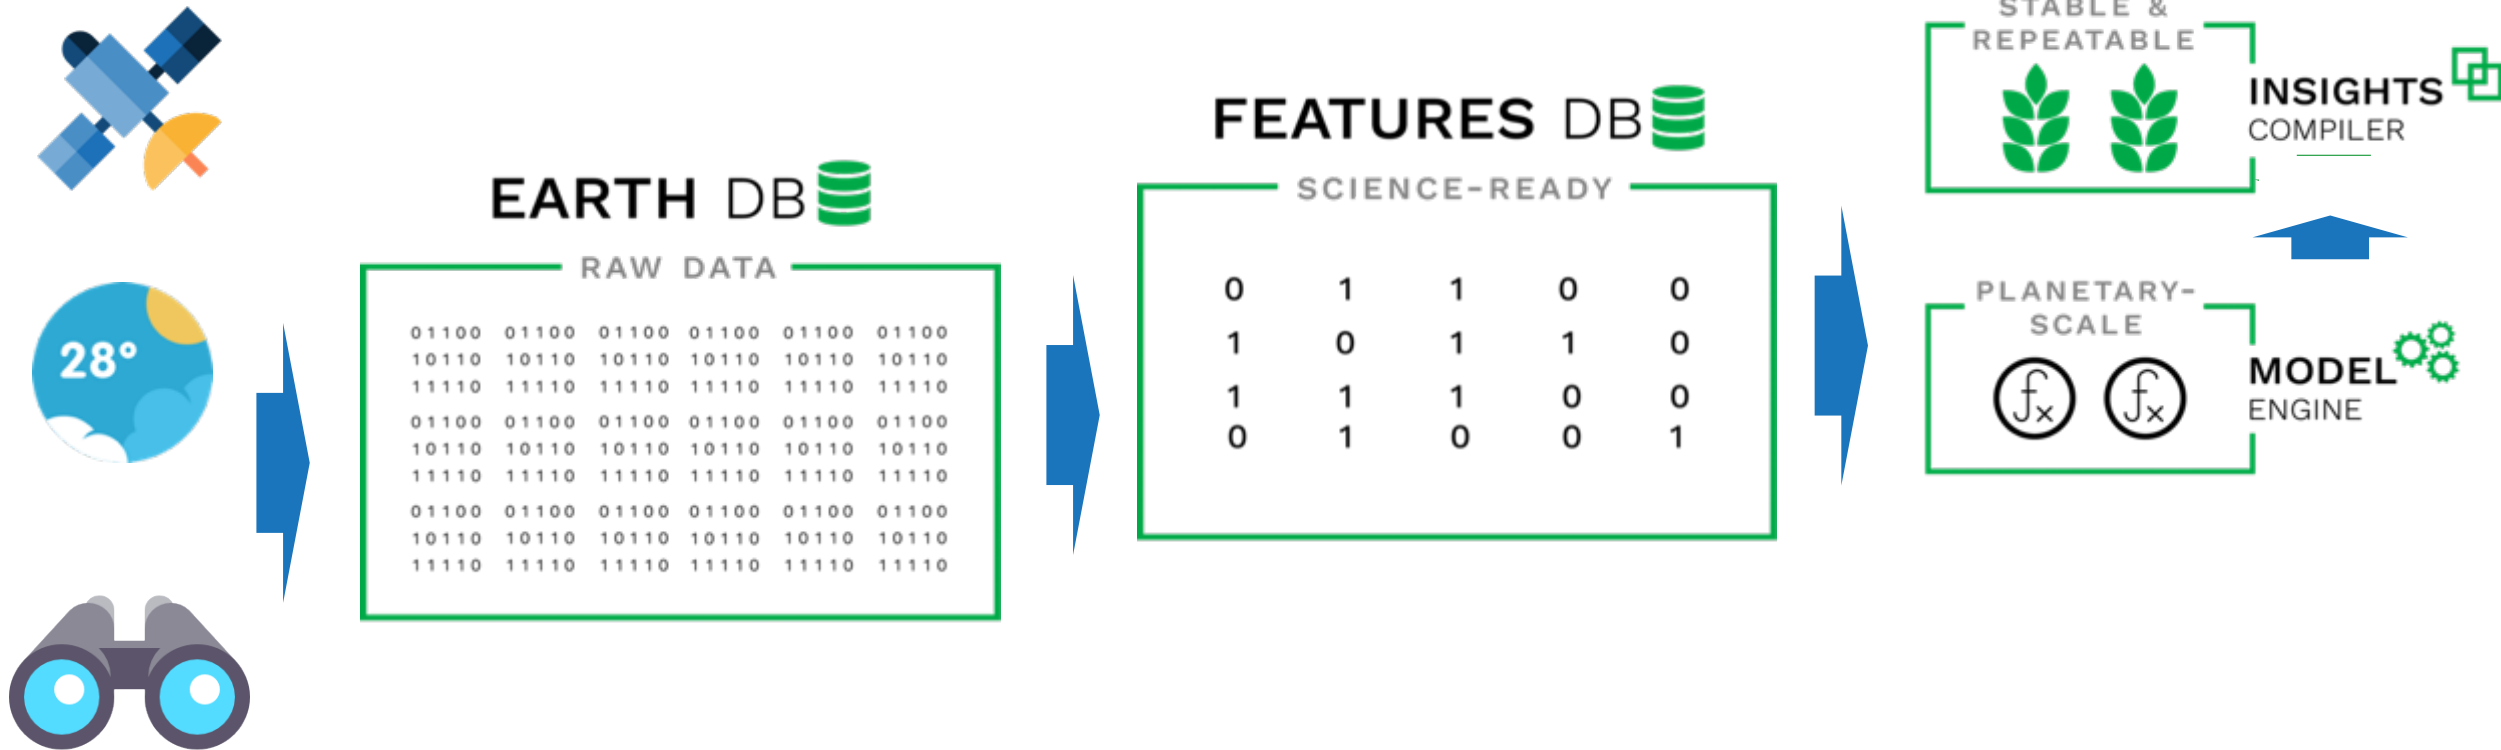 28°
EARTH DB
RAW DATA
01100 01100 01100 01100 01100 01100
10110 10110 10110 10110 10110 10110
11110 11110 11110 11110 11110 11110
01100 01100 01100 01100 01100 01100
10110 10110 10110 10110 10110 10110
11110 11110 11110 11110 11110 11110
01100 01100 01100 01100 01100 01100
10110 10110 10110 10110 10110 10110
11110 11110 11110 11110 11110 11110
FEATURES DB
SCIENCE-READY
0 1 1 0 0
1 0 1 1 0
1 1 1 0 0
0 1 0 0 1
STABLE &
REPEATABLE
INSIGHTS
COMPILER
PLANETARY-
SCALE
fx fx
MODEL
ENGINE